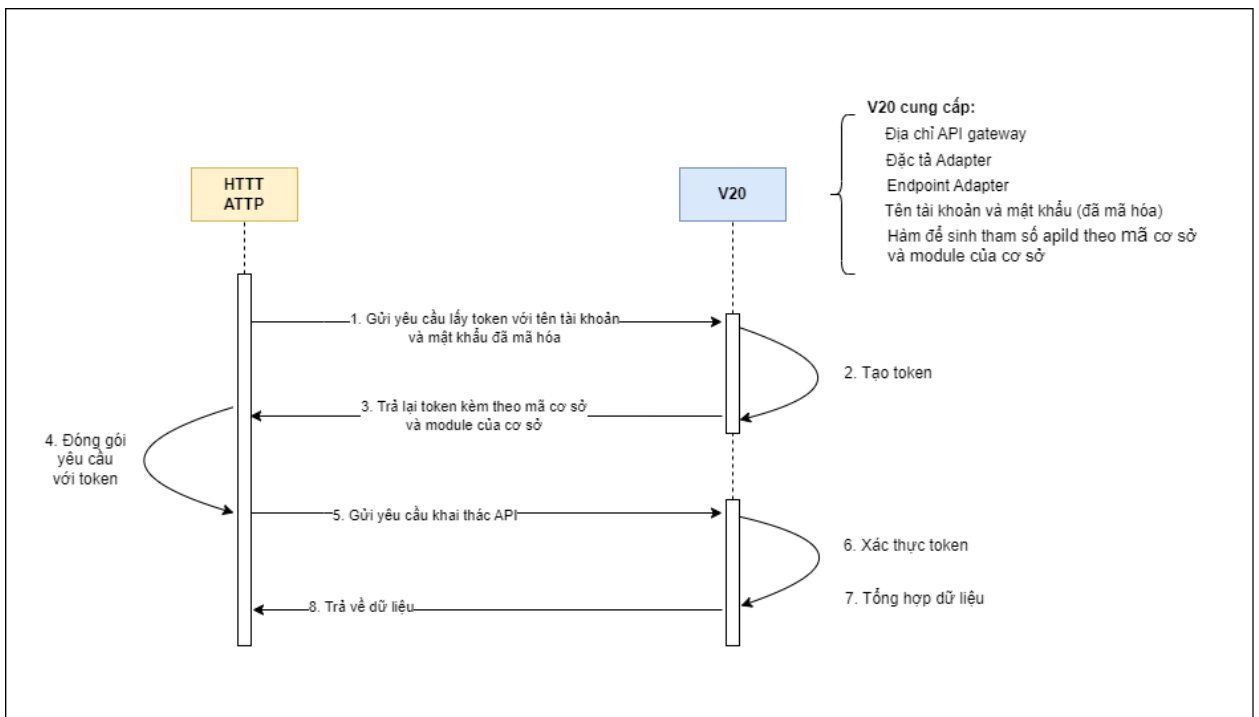 V20 cung cấp:
Địa chỉ API gateway
Đặc tả Adapter
Endpoint Adapter
Tên tài khoản và mật khẩu (đã mã hóa)
Hàm để sinh tham số apiId theo mã cơ sở
và module của cơ sở
HTTT
ATTP
V20
1. Gửi yêu cầu lấy token với tên tài khoản
và mật khẩu đã mã hóa
2. Tạo token
3. Trả lại token kèm theo mã cơ sở
và module của cơ sở
4. Đóng gói
yêu cầu
với token
5. Gửi yêu cầu khai thác API
6. Xác thực token
7. Tổng hợp dữ liệu
8. Trả về dữ liệu